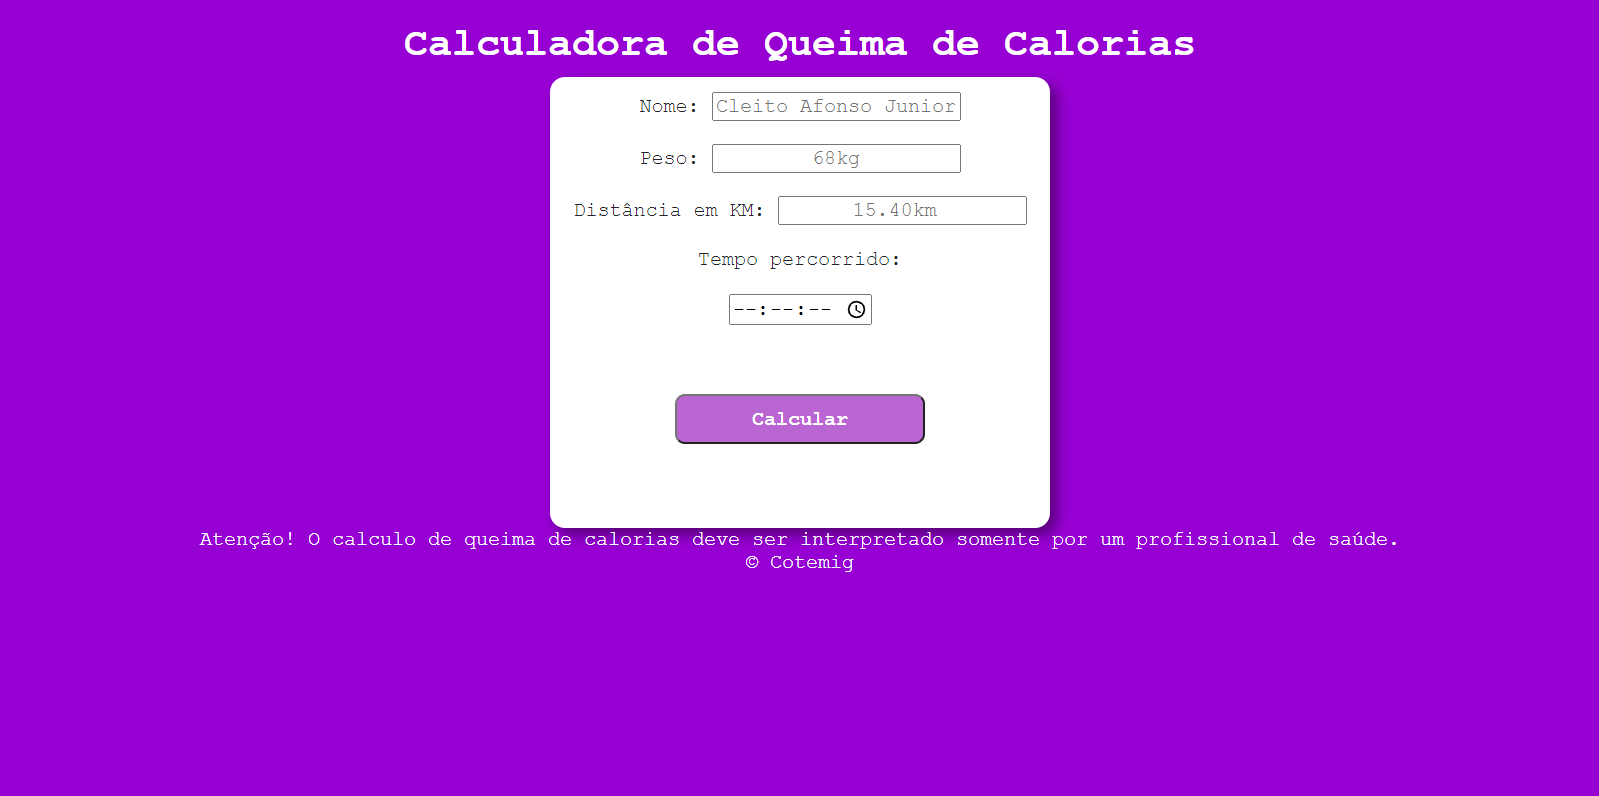 Calculadora de Queima de Calorias
Nome: Cleito Afonso Junior
Peso: 68kg
Distância em KM: 15.40km
Tempo percorrido:
--:--:--
Calcular
Atenção! O calculo de queima de calorias deve ser interpretado somente por um profissional de saúde.
© Cotemig